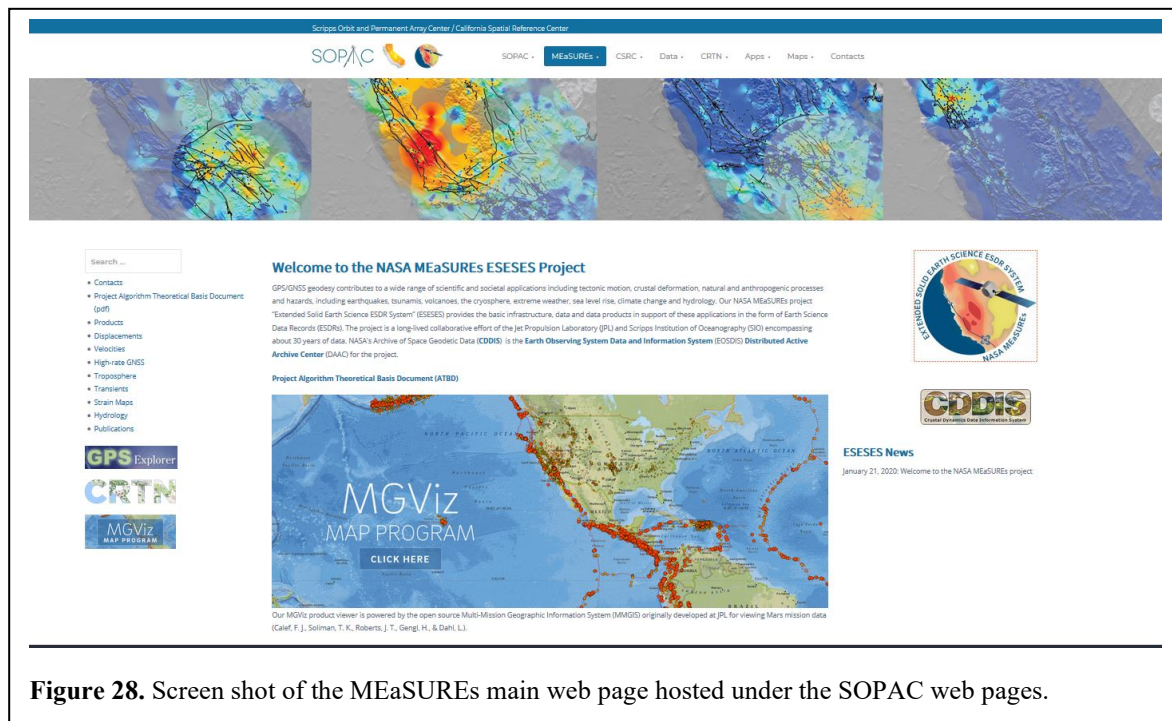 Scripps Orbit and Permanent Array Center / California Spatial Reference Center
SOPAC
SOPAC
MEaSUREs
CSRC
Data
CRTN
Apps
Maps
Contacts
Search ...
Contacts
Project Algorithm Theoretical Basis Document
(pdf)
Products
Displacements
Velocities
High-rate GNSS
Troposphere
Transients
Strain Maps
Hydrology
Publications
GPS Explorer
CRTN
MGViz
MAP PROGRAM
Welcome to the NASA MEaSUREs ESESES Project
GPS/GNSS geodesy contributes to a wide range of scientific and societal applications including tectonic motion, crustal deformation, natural and anthropogenic processes
and hazards, including earthquakes, tsunamis, volcanoes, the cryosphere, extreme weather, sea level rise, climate change and hydrology. Our NASA MEaSUREs project
"Extended Solid Earth Science ESDR System" (ESESES) provides the basic infrastructure, data and data products in support of these applications in the form of Earth Science
Data Records (ESDRs). The project is a long-lived collaborative effort of the Jet Propulsion Laboratory (JPL) and Scripps Institution of Oceanography (SIO) encompassing
about 30 years of data. NASA's Archive of Space Geodetic Data (CDDIS) is the Earth Observing System Data and Information System (EOSDIS) Distributed Active
Archive Center (DAAC) for the project.
Project Algorithm Theoretical Basis Document (ATBD)
NORTH PACIFIC OCEAN
NORTH ATLANTIC OCEAN
MEXICO
BRAZIL
MGViz
MAP PROGRAM
CLICK HERE
Our MGViz product viewer is powered by the open source Multi-Mission Geographic Information System (MMGIS) originally developed at JPL for viewing Mars mission data
(Calef, F. J., Soliman, T. K., Roberts, J. T., Gengl, H., & Dahl, L.).
EXTENDED SOLID EARTH SCIENCE ESDR SYSTEM
NASA MEaSUREs
CDDIS
Crustal Dynamics Data Information System
ESESES News
January 21, 2020: Welcome to the NASA MEaSUREs project
Figure 28. Screen shot of the MEaSUREs main web page hosted under the SOPAC web pages.